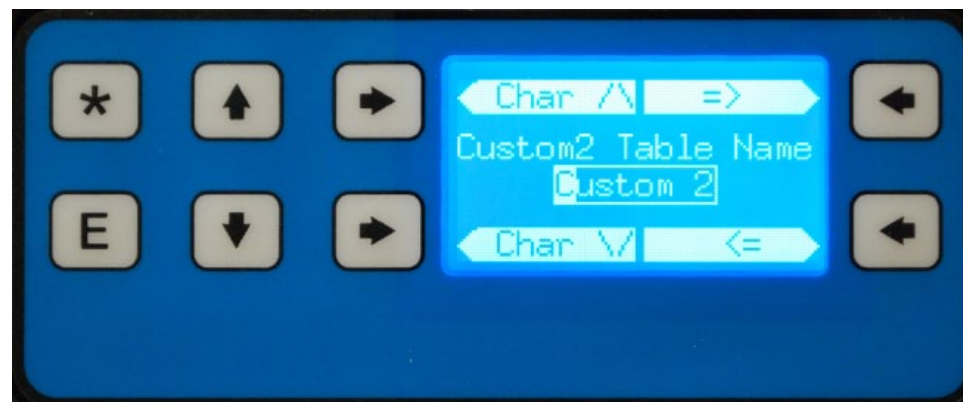 *
Char /\ =>
Custom2 Table Name
Custom 2
E
Char \/ <=